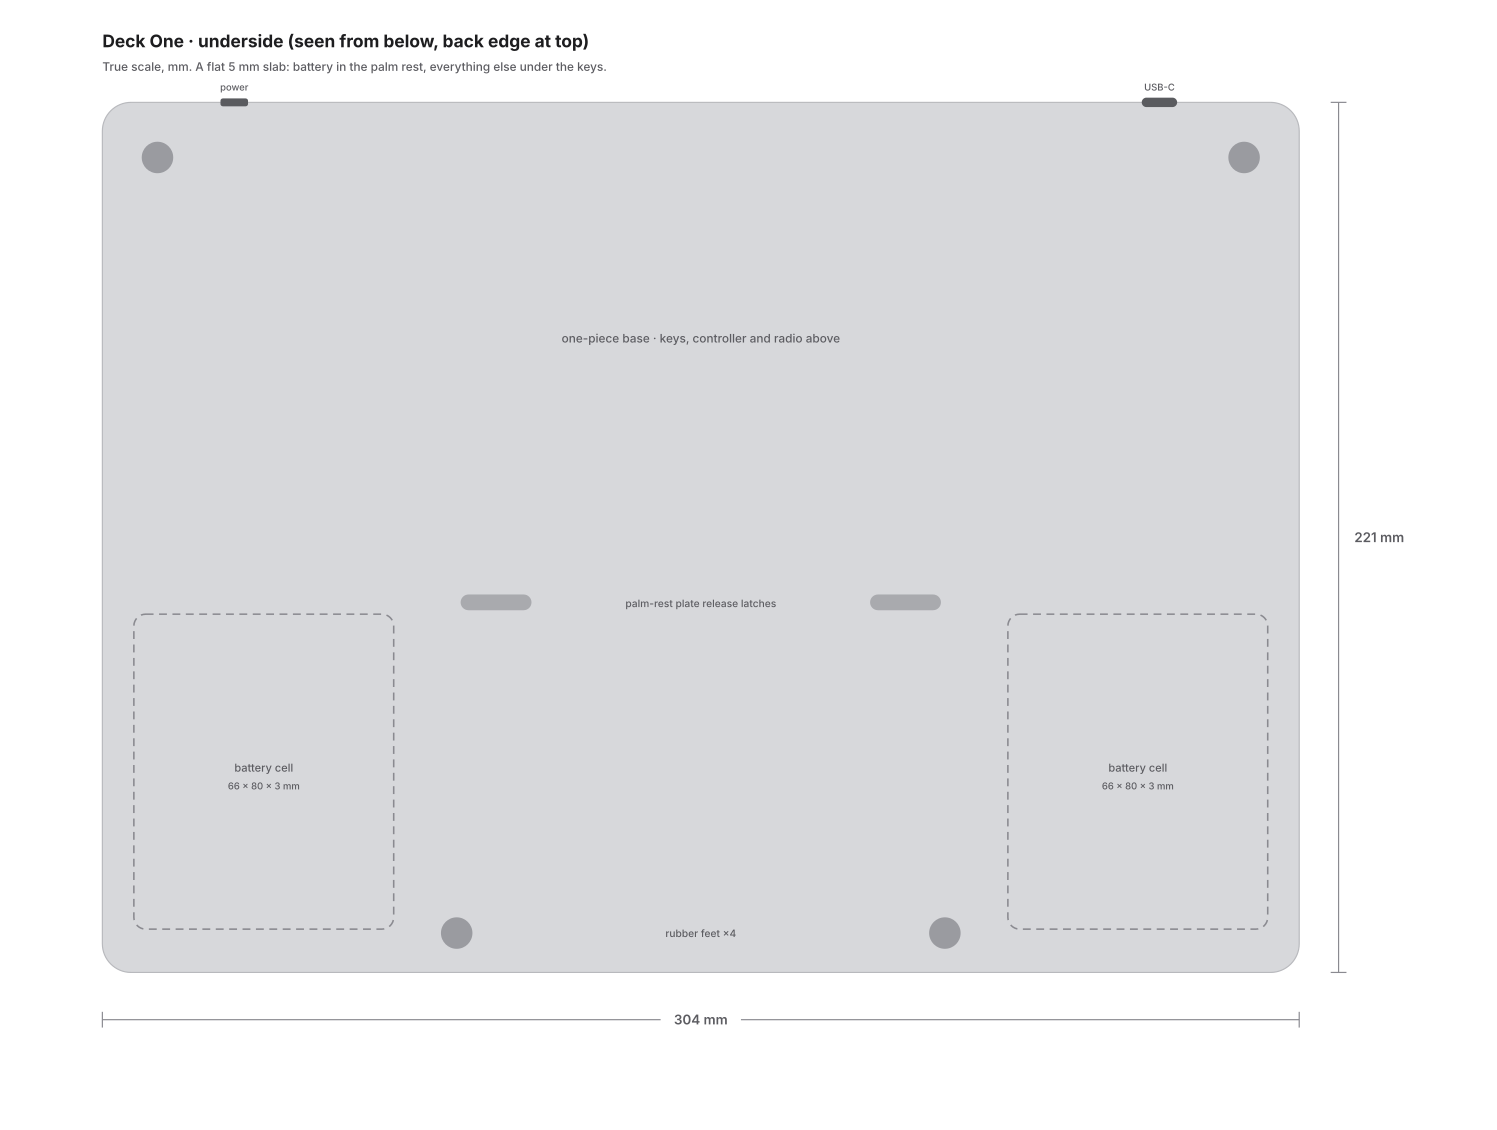 Deck One · underside (seen from below, back edge at top)
True scale, mm. A flat 5 mm slab: battery in the palm rest, everything else under the keys.
power
USB-C
one-piece base · keys, controller and radio above
221 mm
palm-rest plate release latches
battery cell
66 × 80 × 3 mm
battery cell
66 × 80 × 3 mm
rubber feet ×4
304 mm